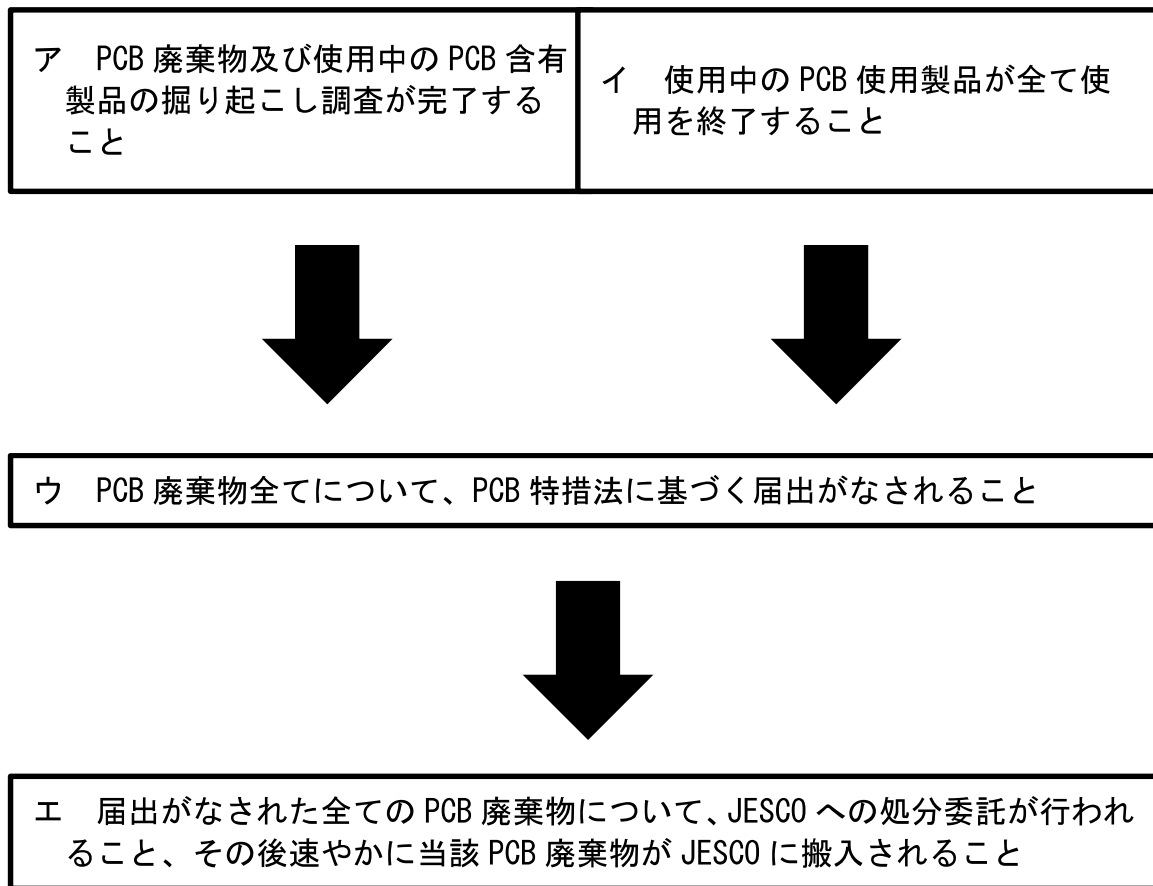 ア　PCB 廃棄物及び使用中の PCB 含有
製品の掘り起こし調査が完了する
こと
イ　使用中の PCB 使用製品が全て使
用を終了すること
ウ　PCB 廃棄物全てについて、PCB 特措法に基づく届出がなされること
エ　届出がなされた全ての PCB 廃棄物について、JESCO への処分委託が行われ
ること、その後速やかに当該 PCB 廃棄物が JESCO に搬入されること